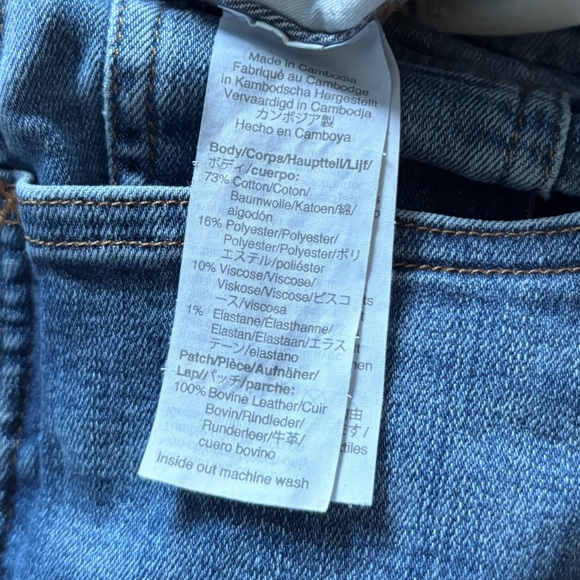 Made in Cambodia
Fabriqué au Cambodge
in Kambodscha Hergestellt
Vervaardigd in Cambodja
カンボジア製
Hecho en Camboya
Body/Corps/Hauptteil/Lijf/
ボディ/cuerpo:
73% Cotton/Coton/
Baumwolle/Katoen/綿/
algodón
16% Polyester/Polyester/
Polyester/Polyester/ポリ
エステル/poliéster
10% Viscose/Viscose/
Viskose/Viscose/ビスコ
ース/viscosa
1% Elastane/Élasthanne/
Elastan/Elastaan/エラス
テーン/elastano
Patch/Pièce/Aufnäher/
Lap/パッチ/parche:
100% Bovine Leather/Cuir
Bovin/Rindleder/
Runderleer/牛革/
cuero bovino
Inside out machine wash